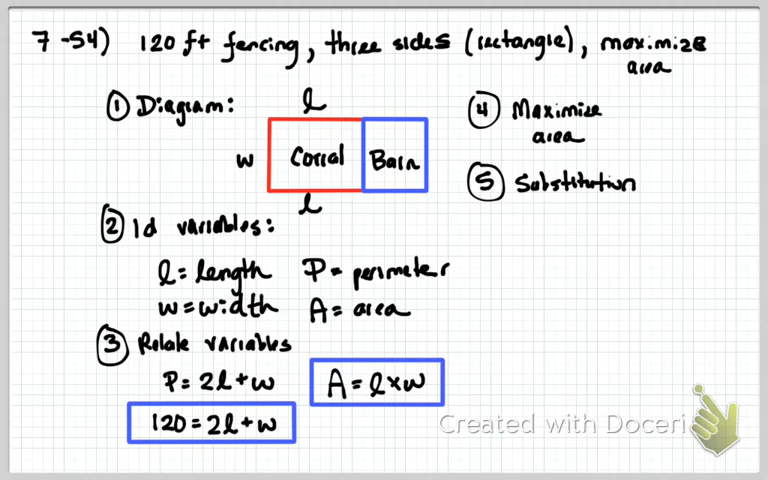 7-54) 120 ft fencing, three sides (rectangle), maximize
area
① Diagram:
l
w
Corral
Barn
l
② Id variables:
l = length P = perimeter
w = width A = area
③ Relate variables
P = 2l + w
A = l × w
120 = 2l + w
④ Maximize
area
⑤ Substitution
Created with Doceri